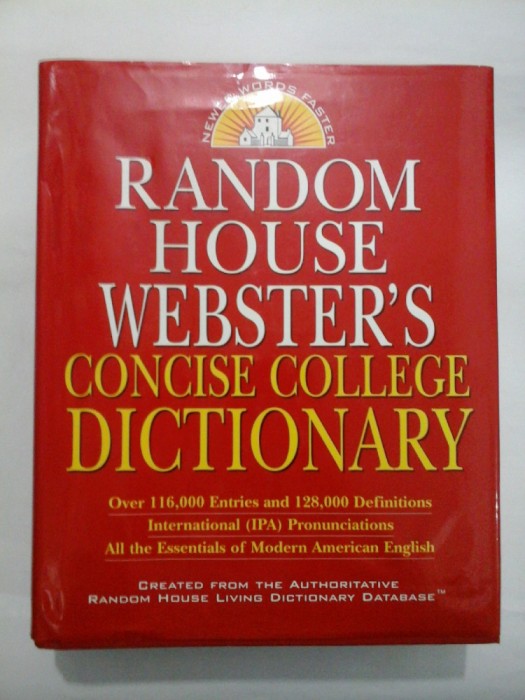 NEWER WORDS FASTER
RANDOM
HOUSE
WEBSTER'S
CONCISE COLLEGE
DICTIONARY
Over 116,000 Entries and 128,000 Definitions
International (IPA) Pronunciations
All the Essentials of Modern American English
CREATED FROM THE AUTHORITATIVE
RANDOM HOUSE LIVING DICTIONARY DATABASE™